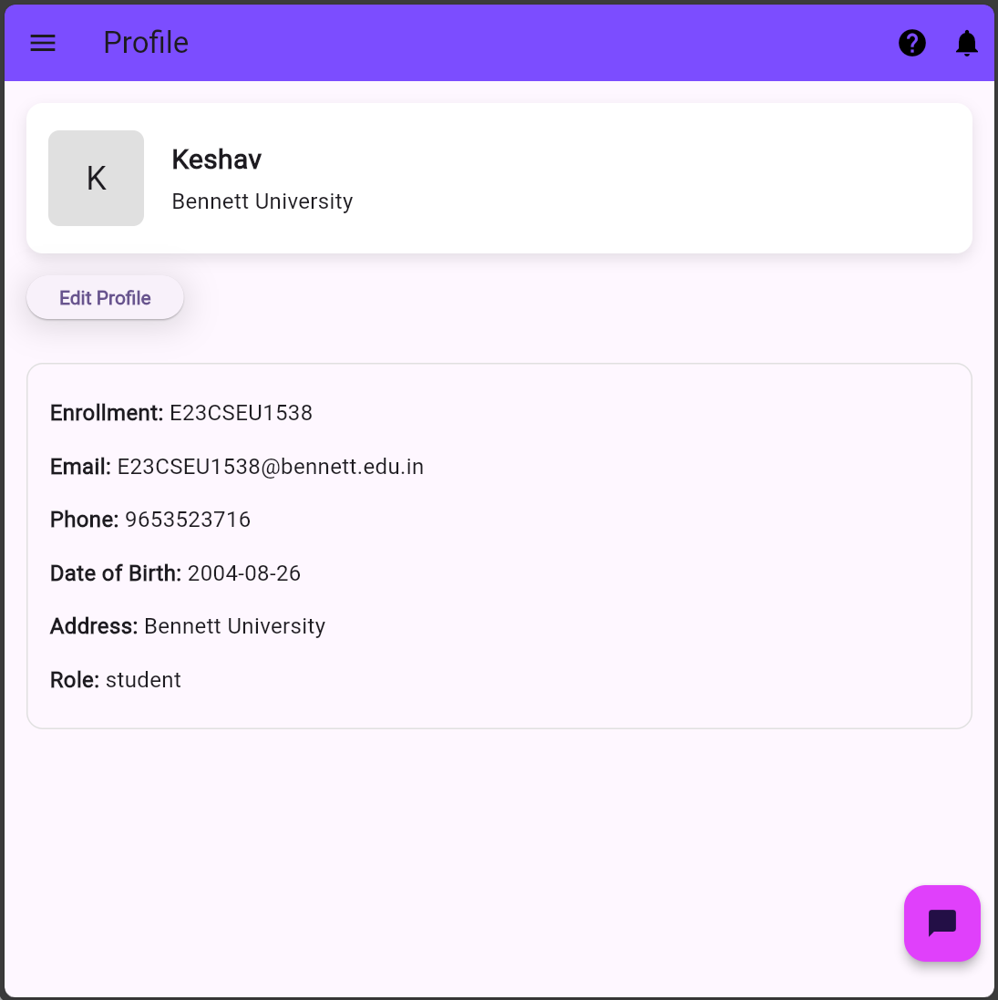 Profile
K
Keshav
Bennett University
Edit Profile
Enrollment: E23CSEU1538
Email: E23CSEU1538@bennett.edu.in
Phone: 9653523716
Date of Birth: 2004-08-26
Address: Bennett University
Role: student